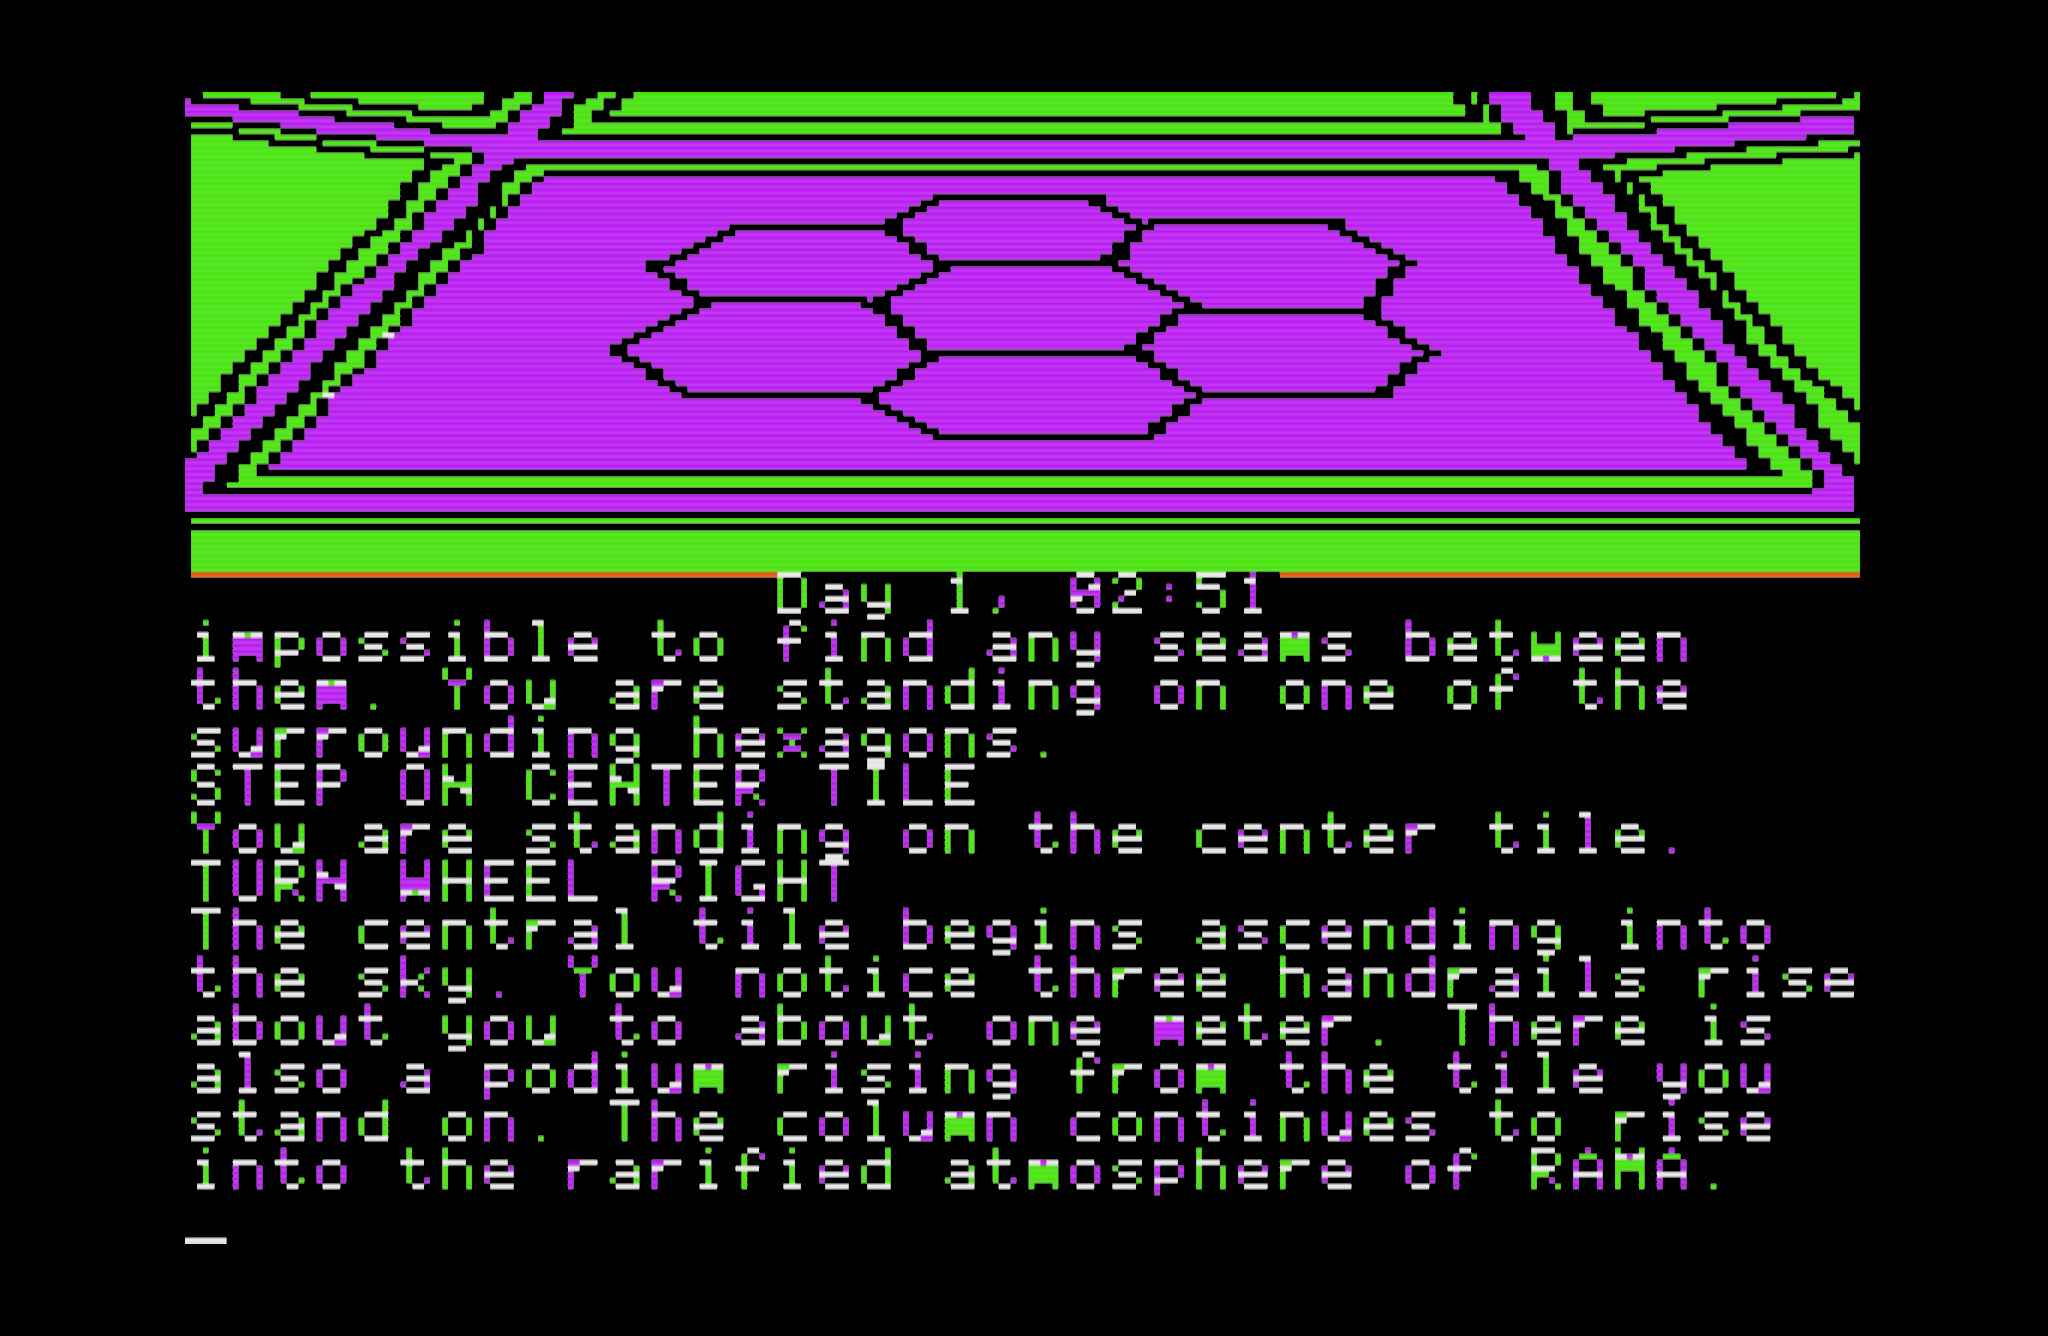 Day 1, 02:51
impossible to find any seams between
them. You are standing on one of the
surrounding hexagons.
STEP ON CENTER TILE
You are standing on the center tile.
TURN WHEEL RIGHT
The central tile begins ascending into
the sky. You notice three handrails rise
about you to about one meter. There is
also a podium rising from the tile you
stand on. The column continues to rise
into the rarified atmosphere of RAMA.